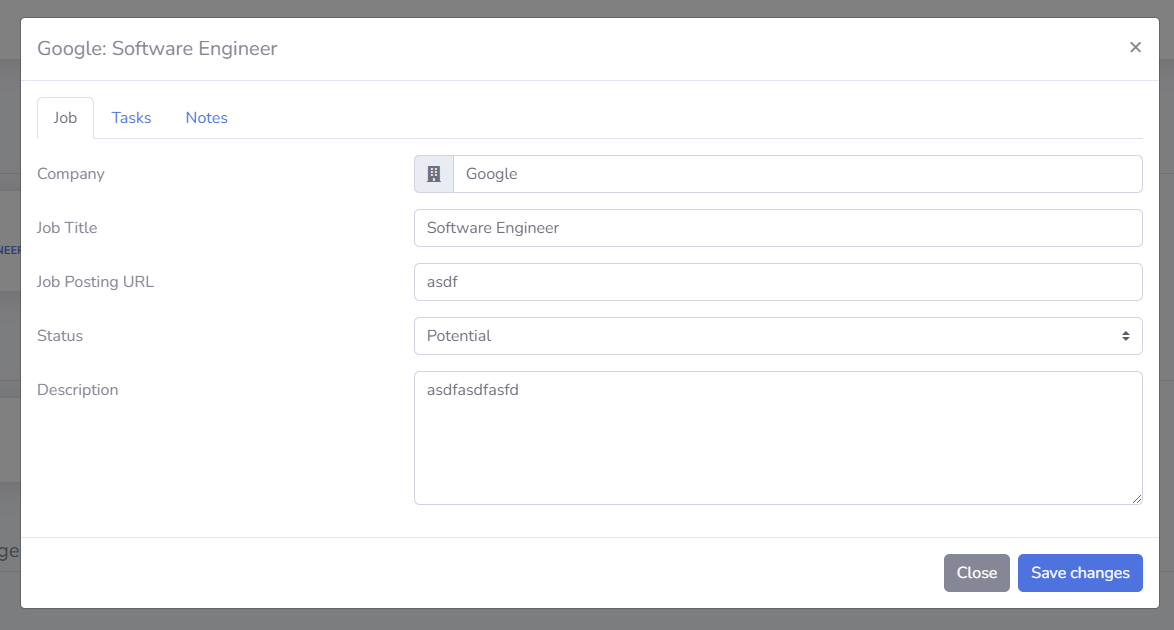 Google: Software Engineer
×
Job Tasks Notes
Company Google
Job Title Software Engineer
Job Posting URL asdf
Status Potential
Description asdfasdfasfd
Close Save changes